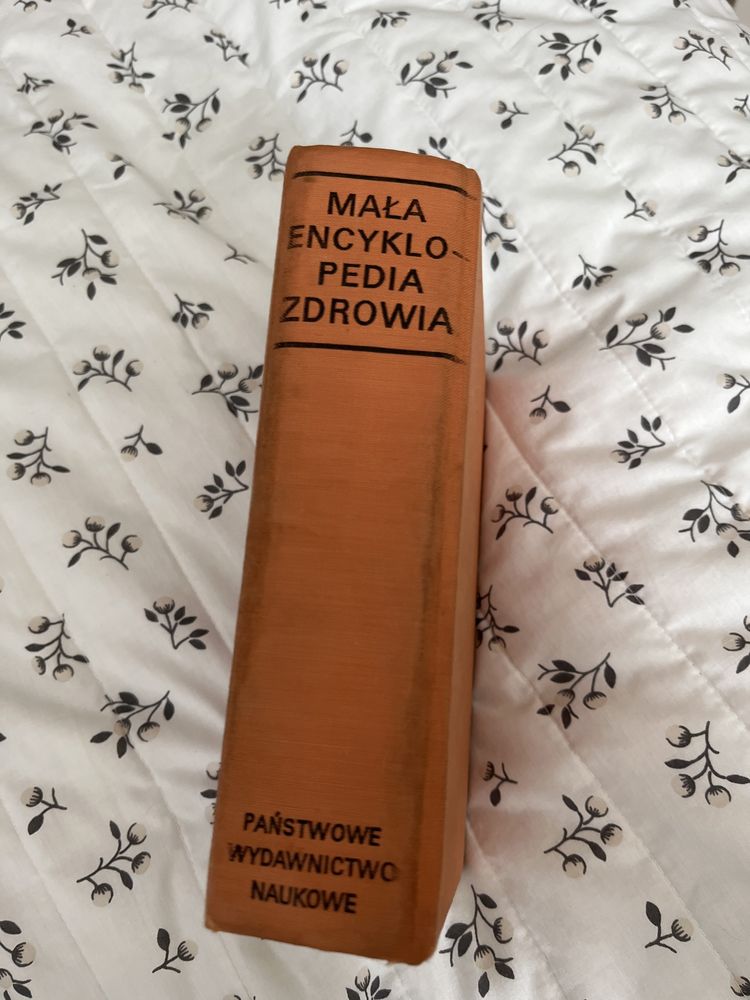 MAŁA
ENCYKLO-
PEDIA
ZDROWIA
PAŃSTWOWE
WYDAWNICTWO
NAUKOWE